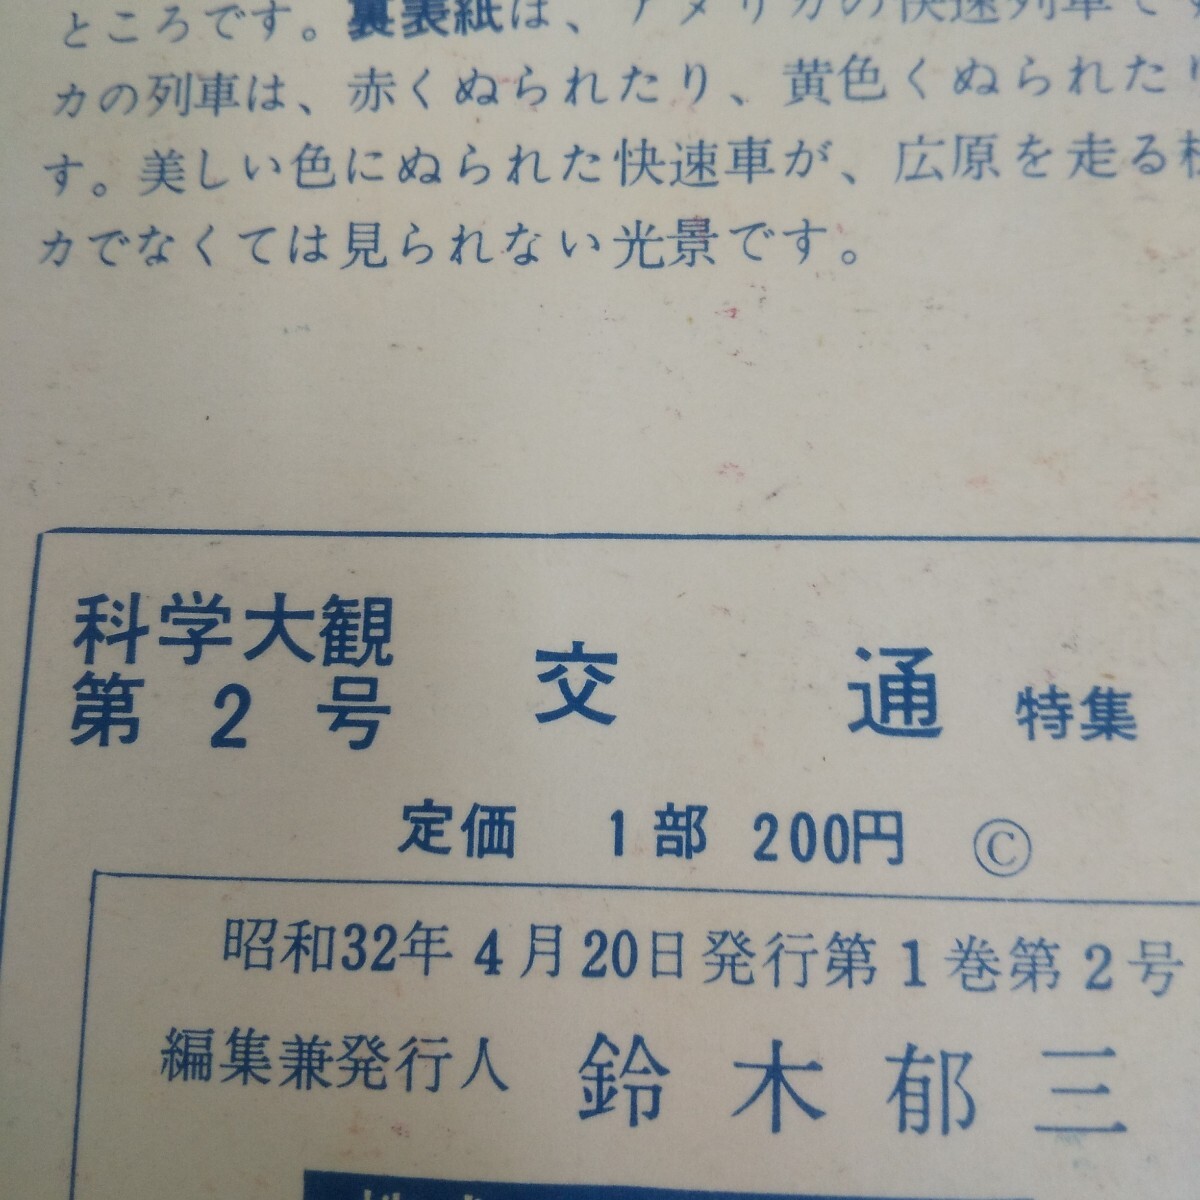 ところです。裏表紙は、アメリカの快速列車です
カの列車は、赤くぬられたり、黄色くぬられたり
す。美しい色にぬられた快速車が、広原を走る
カでなくては見られない光景です。
科学大観
第2号
交通特集
定価 1部 200円 ©
昭和32年4月20日発行第1巻第2号
編集兼発行人 鈴木郁三
株式